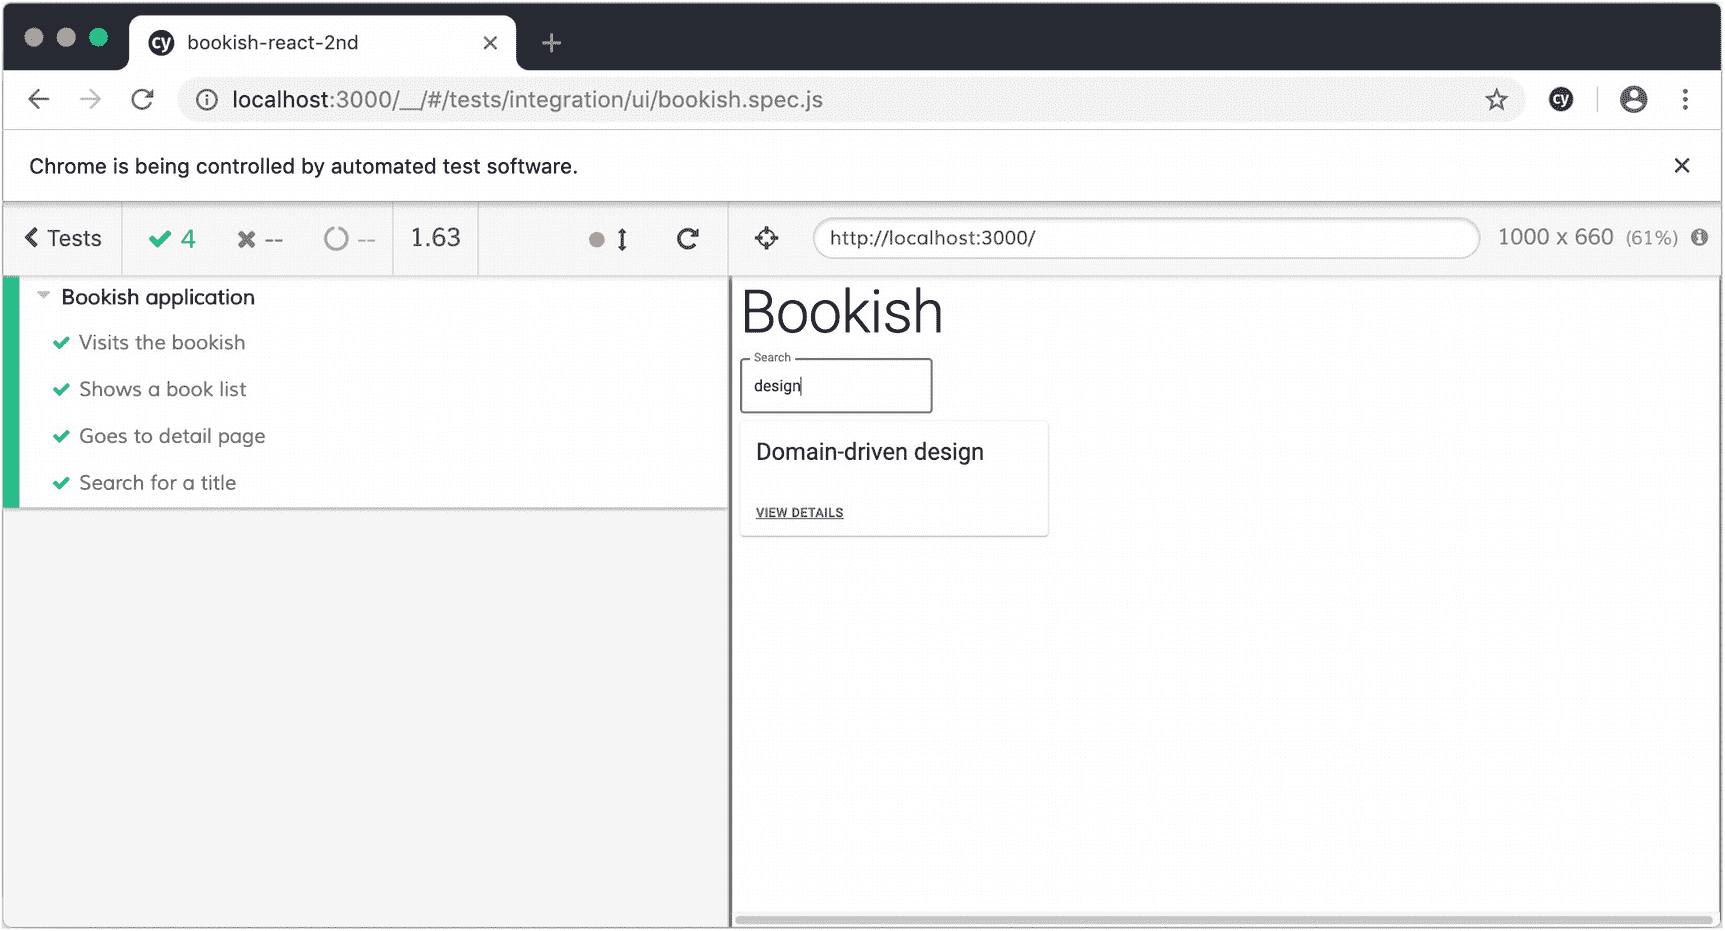 cy bookish-react-2nd
localhost:3000/__/#/tests/integration/ui/bookish.spec.js cy
Chrome is being controlled by automated test software.
Tests 4 -- -- 1.63 http://localhost:3000/ 1000 x 660 (61%)
Bookish application
Visits the bookish
Shows a book list
Goes to detail page
Search for a title
Bookish
Search
design
Domain-driven design
VIEW DETAILS